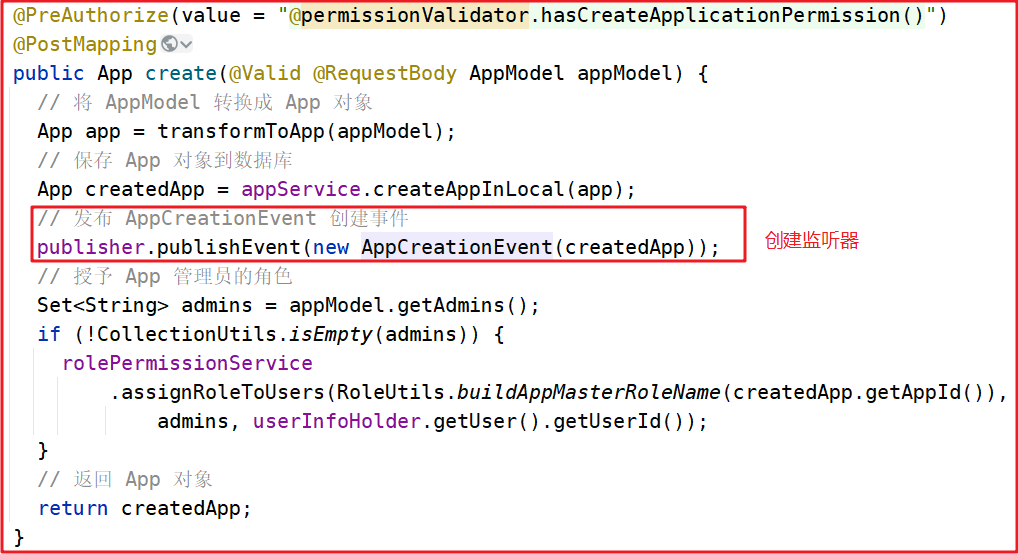 @PreAuthorize(value = "@permissionValidator.hasCreateApplicationPermission()")
@PostMapping
public App create(@Valid @RequestBody AppModel appModel) {
// 将 AppModel 转换成 App 对象
App app = transformToApp(appModel);
// 保存 App 对象到数据库
App createdApp = appService.createAppInLocal(app);
// 发布 AppCreationEvent 创建事件
publisher.publishEvent(new AppCreationEvent(createdApp));
创建监听器
// 授予 App 管理员的角色
Set<String> admins = appModel.getAdmins();
if (!CollectionUtils.isEmpty(admins)) {
rolePermissionService
.assignRoleToUsers(RoleUtils.buildAppMasterRoleName(createdApp.getAppId()),
admins, userInfoHolder.getUser().getUserId());
}
// 返回 App 对象
return createdApp;
}